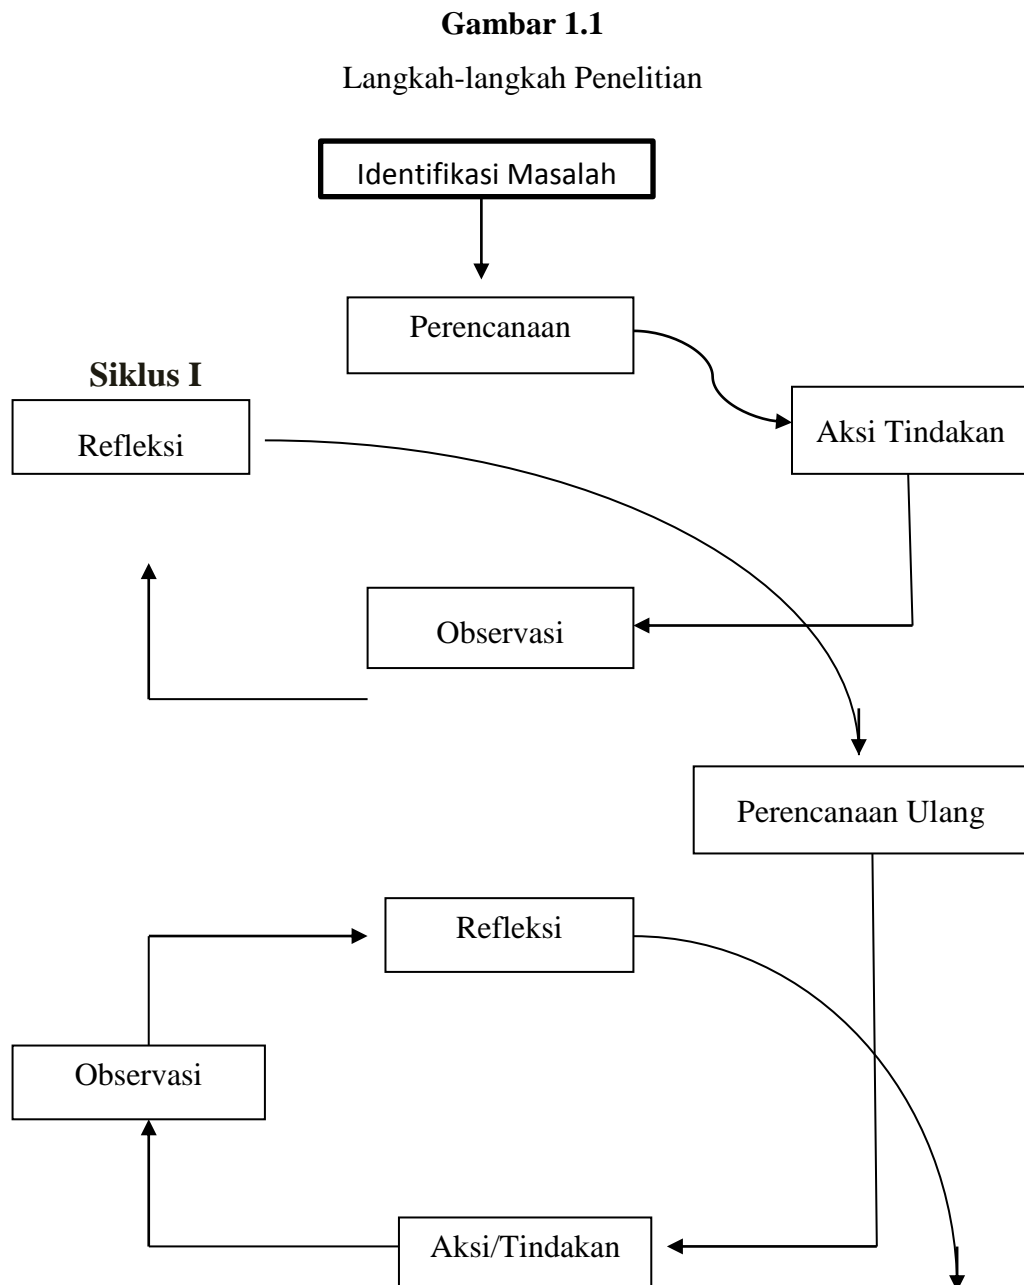 Gambar 1.1
Langkah-langkah Penelitian
Identifikasi Masalah
Perencanaan
Siklus I
Refleksi
Aksi Tindakan
Observasi
Perencanaan Ulang
Refleksi
Observasi
Aksi/Tindakan